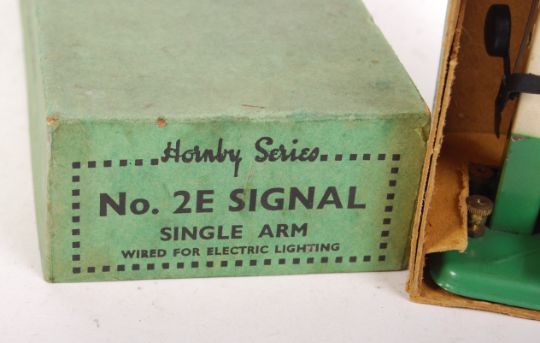 Hornby Series
No. 2E SIGNAL
SINGLE ARM
WIRED FOR ELECTRIC LIGHTING